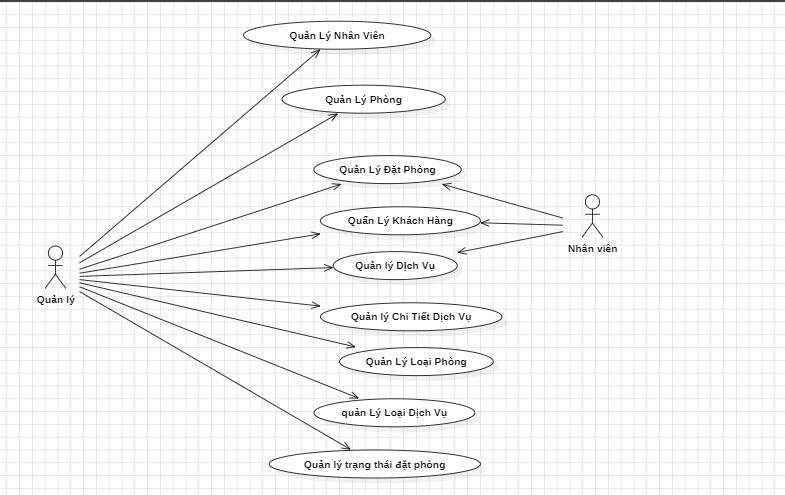 Quản Lý Nhân Viên
Quản Lý Phòng
Quản Lý Đặt Phòng
Quản Lý Khách Hàng
Nhân viên
Quản lý Dịch Vụ
Quản lý
Quản lý Chi Tiết Dịch Vụ
Quản Lý Loại Phòng
quản Lý Loại Dịch Vụ
Quản lý trạng thái đặt phòng